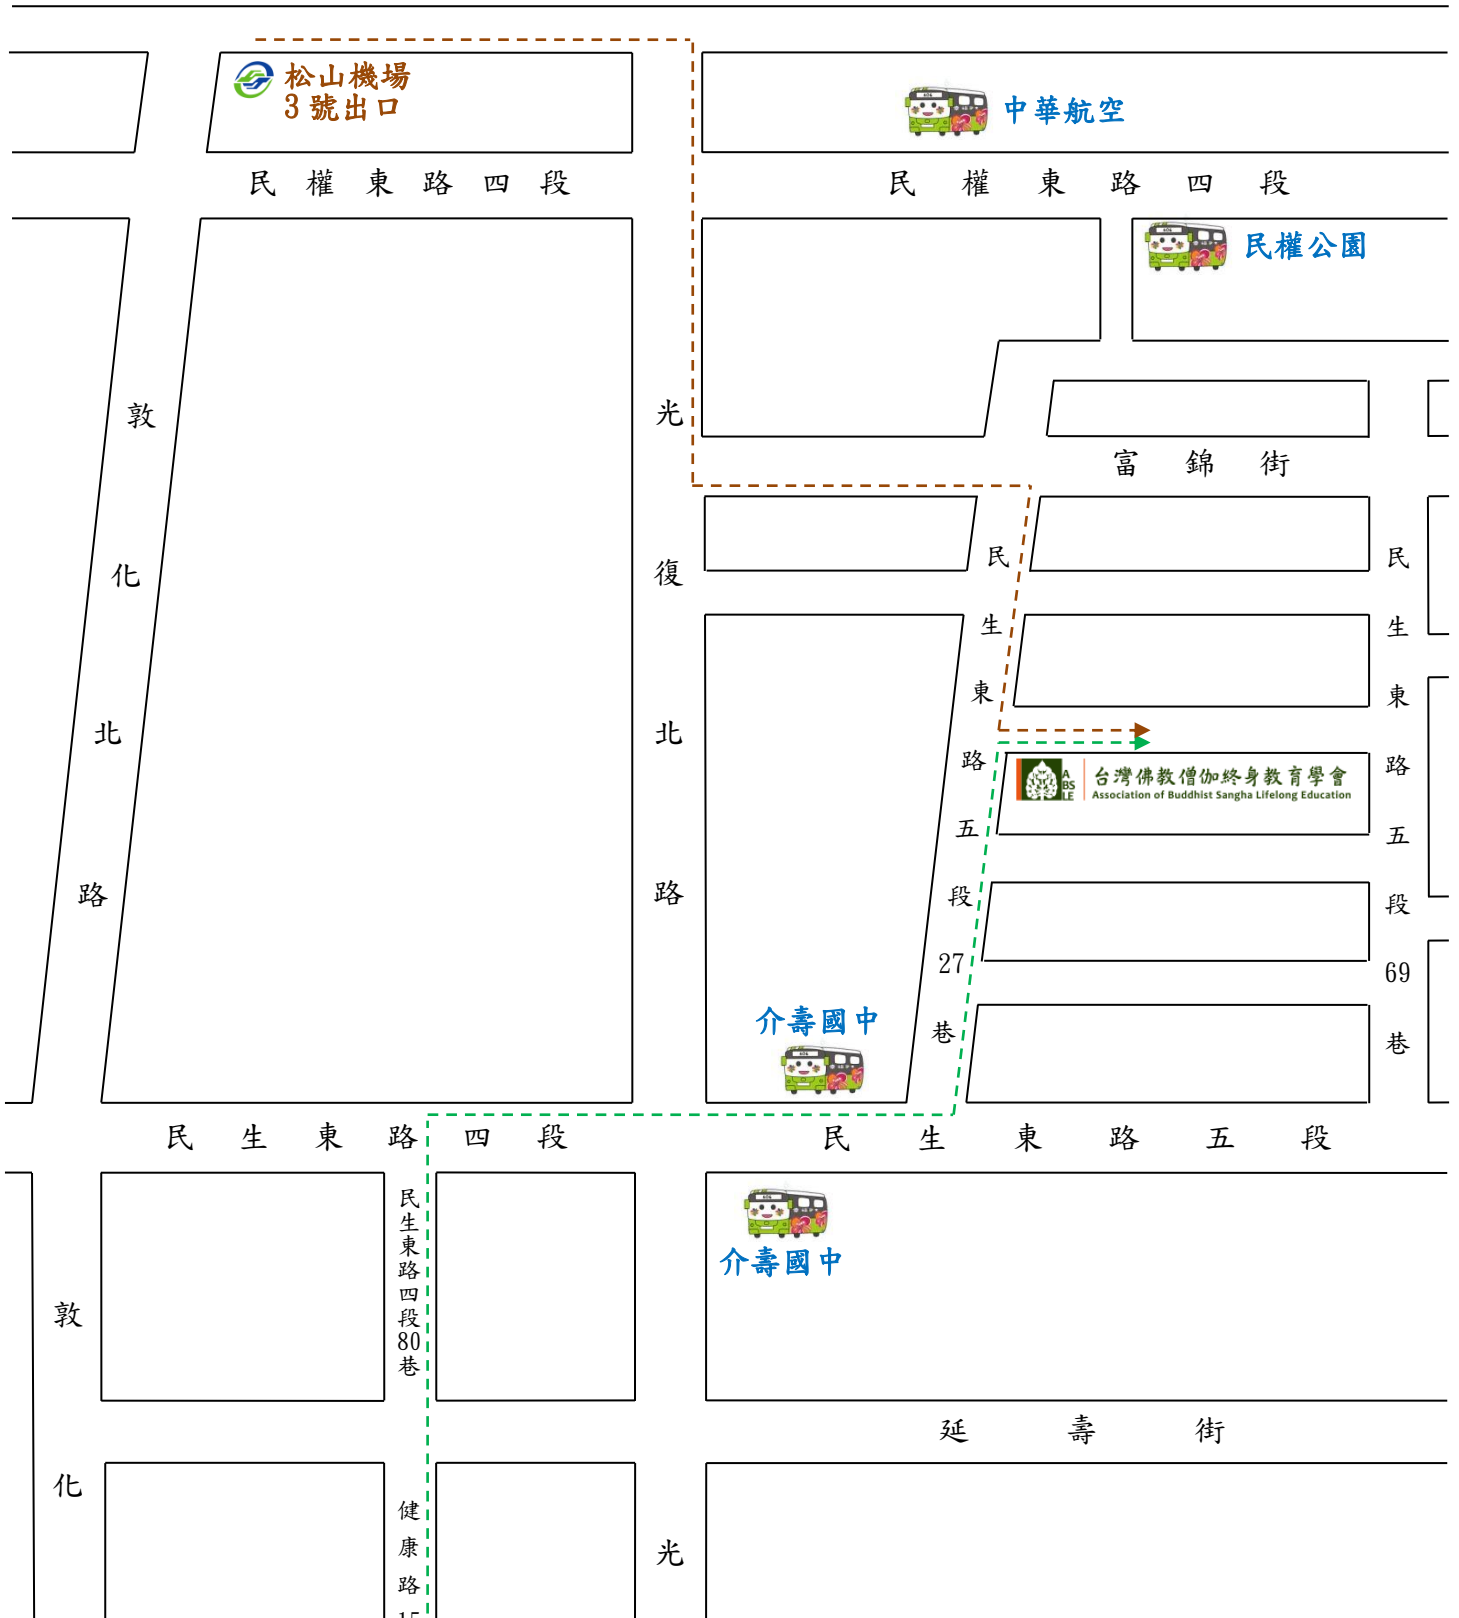 松山機場
3 號出口
中華航空
民權東路四段
民權東路四段
民權公園
敦化北路
光復北路
富錦街
民生東路五段27巷
民生東路五段69巷
ABSLE
台灣佛教僧伽終身教育學會
Association of Buddhist Sangha Lifelong Education
介壽國中
民生東路四段
民生東路五段
民生東路四段80巷
介壽國中
敦化
延壽街
健康路
光